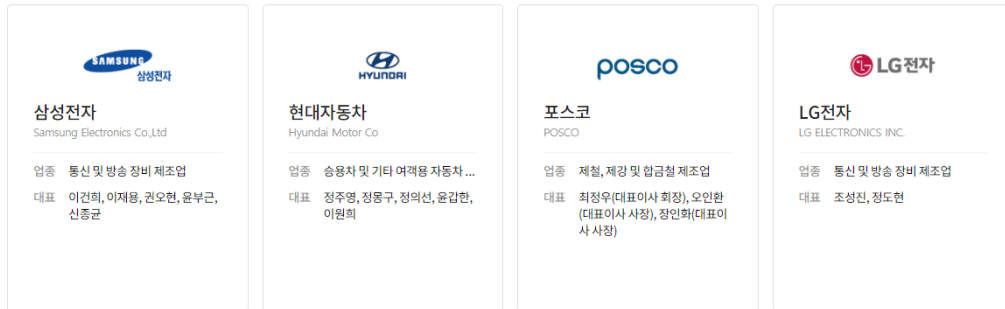 SAMSUNG
삼성전자
삼성전자
Samsung Electronics Co.,Ltd
업종 통신 및 방송 장비 제조업
대표 이건희, 이재용, 권오현, 윤부근,
신종균
HYUNDAI
현대자동차
Hyundai Motor Co
업종 승용차 및 기타 여객용 자동차 ...
대표 정주영, 정몽구, 정의선, 윤갑한,
이원희
posco
포스코
POSCO
업종 제철, 제강 및 합금철 제조업
대표 최정우(대표이사 회장), 오인환
(대표이사 사장), 장인화(대표이
사 사장)
LG전자
LG전자
LG ELECTRONICS INC.
업종 통신 및 방송 장비 제조업
대표 조성진, 정도현